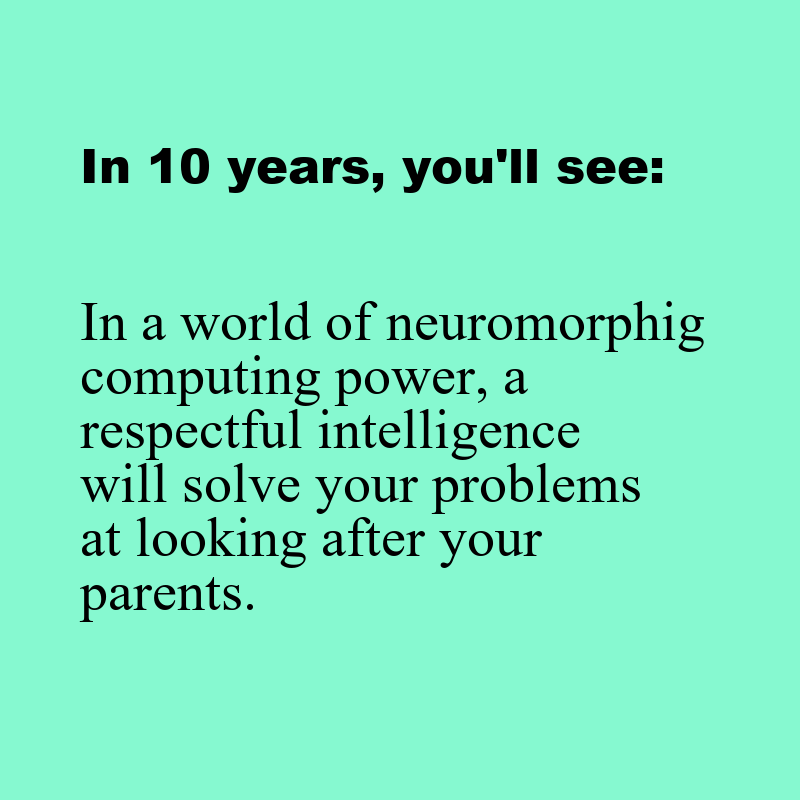 In 10 years, you'll see:
In a world of neuromorphig
computing power, a
respectful intelligence
will solve your problems
at looking after your
parents.